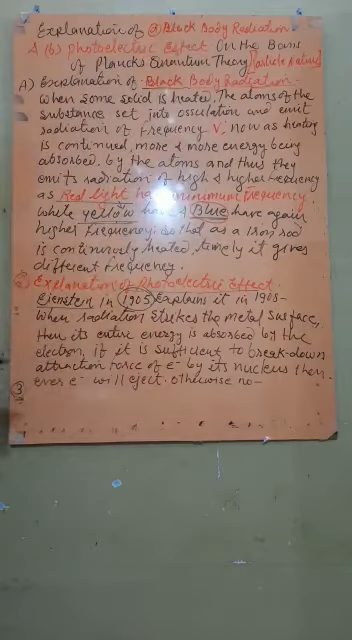 Explanation of (a) Black Body Radiation
& (b) Photoelectric Effect On the Basis
of Plancks Quantum Theory [Particle Nature]
A) Explanation of Black Body Radiation-
When some solid is heated, The atoms of the
substance set into oscillation and emit
radiation of frequency V, now as heating
is continued, more & more energy being
absorbed by the atoms and thus they
emits radiation of high & higher frequency
as Red light has minimum frequency
while yellow have & Blue have again
higher frequency. so that as a Iron rod
is continuously heated, it gives
different frequency.
Explanation of Photoelectric Effect-
Einstein in 1905 Explains it in 1905-
When radiation strikes the metal surface,
then its entire energy is absorbed by the
electron, if it is sufficient to break-down
attraction force of e- by its nucleus then
e- will eject. otherwise no-
3